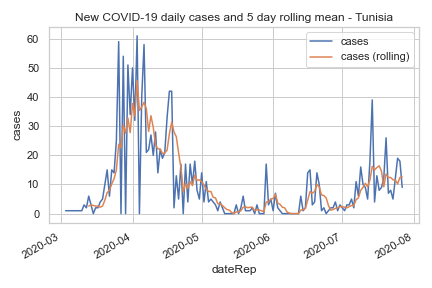 New COVID-19 daily cases and 5 day rolling mean - Tunisia
cases
cases (rolling)
60
50
40
30
20
10
0
cases
2020-03
2020-04
2020-05
2020-06
2020-07
2020-08
dateRep